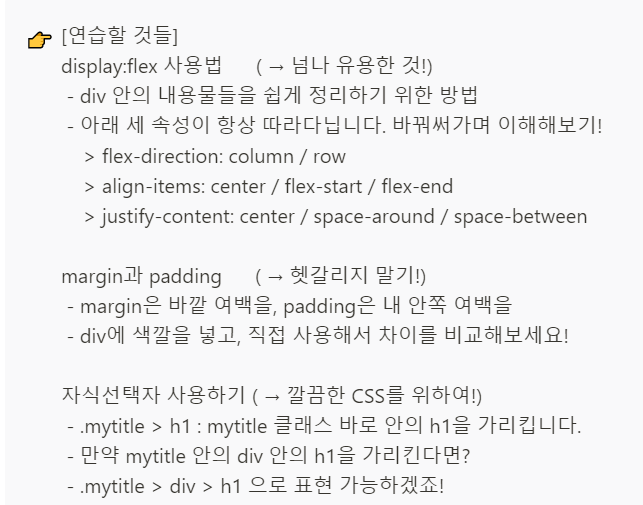 👉 [연습할 것들]
display:flex 사용법 ( → 넘나 유용한 것!)
- div 안의 내용물들을 쉽게 정리하기 위한 방법
- 아래 세 속성이 항상 따라다닙니다. 바꿔써가며 이해해보기!
> flex-direction: column / row
> align-items: center / flex-start / flex-end
> justify-content: center / space-around / space-between
margin과 padding ( → 헷갈리지 말기!)
- margin은 바깥 여백을, padding은 내 안쪽 여백을
- div에 색깔을 넣고, 직접 사용해서 차이를 비교해보세요!
자식선택자 사용하기 ( → 깔끔한 CSS를 위하여!)
- .mytitle > h1 : mytitle 클래스 바로 안의 h1을 가리킵니다.
- 만약 mytitle 안의 div 안의 h1을 가리킨다면?
- .mytitle > div > h1 으로 표현 가능하겠죠!